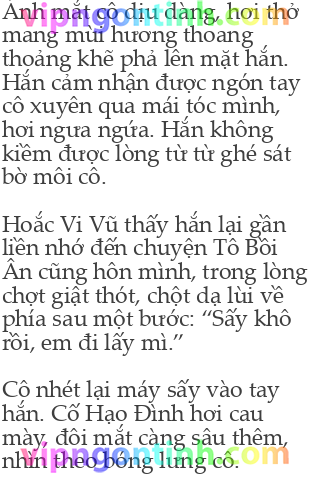 Ánh mắt cô dịu dàng, hơi thở
mang mùi hương thoang
thoảng khẽ phả lên mặt hắn.
Hắn cảm nhận được ngón tay
cô xuyên qua mái tóc mình,
hơi ngưa ngứa. Hắn không
kiềm được lòng từ từ ghé sát
bờ môi cô.
Hoắc Vi Vũ thấy hắn lại gần
liền nhớ đến chuyện Tô Bồi
Ân cũng hôn mình, trong lòng
chợt giật thót, chột dạ lùi về
phía sau một bước: “Sấy khô
rồi, em đi lấy mì.”
Cô nhét lại máy sấy vào tay
hắn. Cố Hạo Đình hơi cau
mày, đôi mắt càng sâu thêm,
nhìn theo bóng lưng cô.
vipngontinh.com
vipngontinh.com